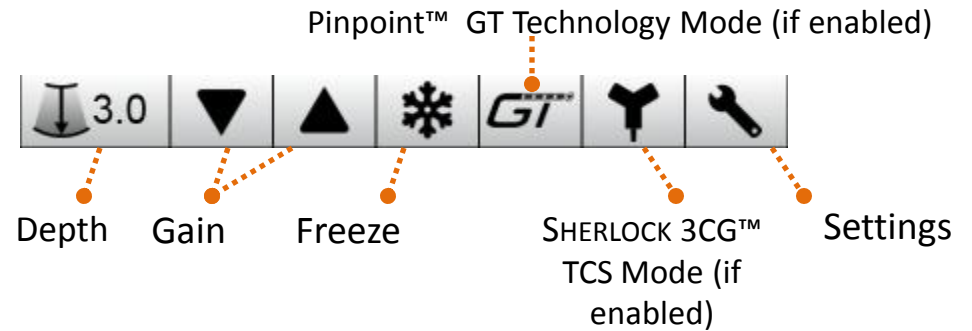 Pinpoint™ GT Technology Mode (if enabled)
3.0 GT
Depth Gain Freeze SHERLOCK 3CG™ Settings
TCS Mode (if
enabled)